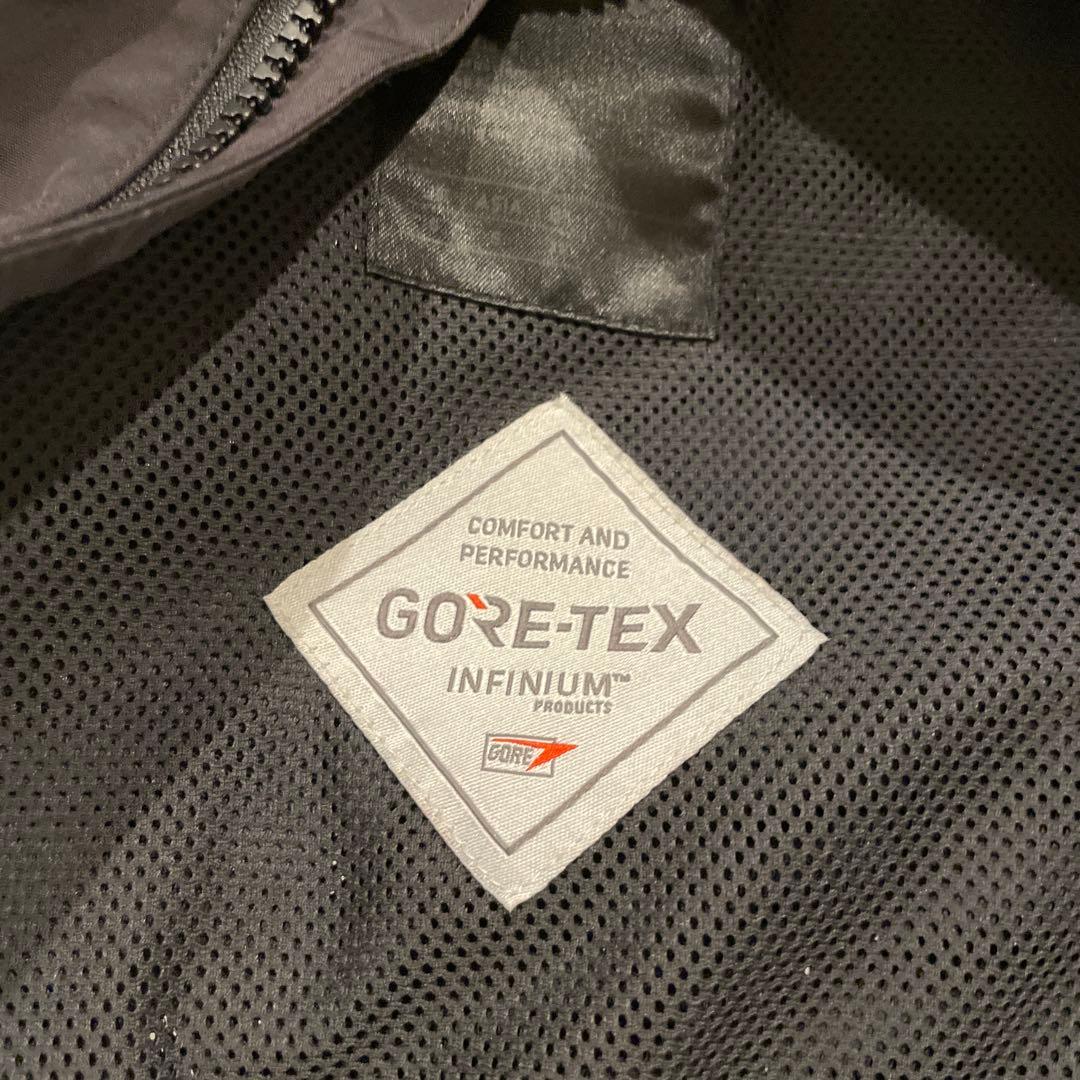 COMFORT AND
PERFORMANCE
GORE-TEX
INFINIUM™
PRODUCTS
GORE